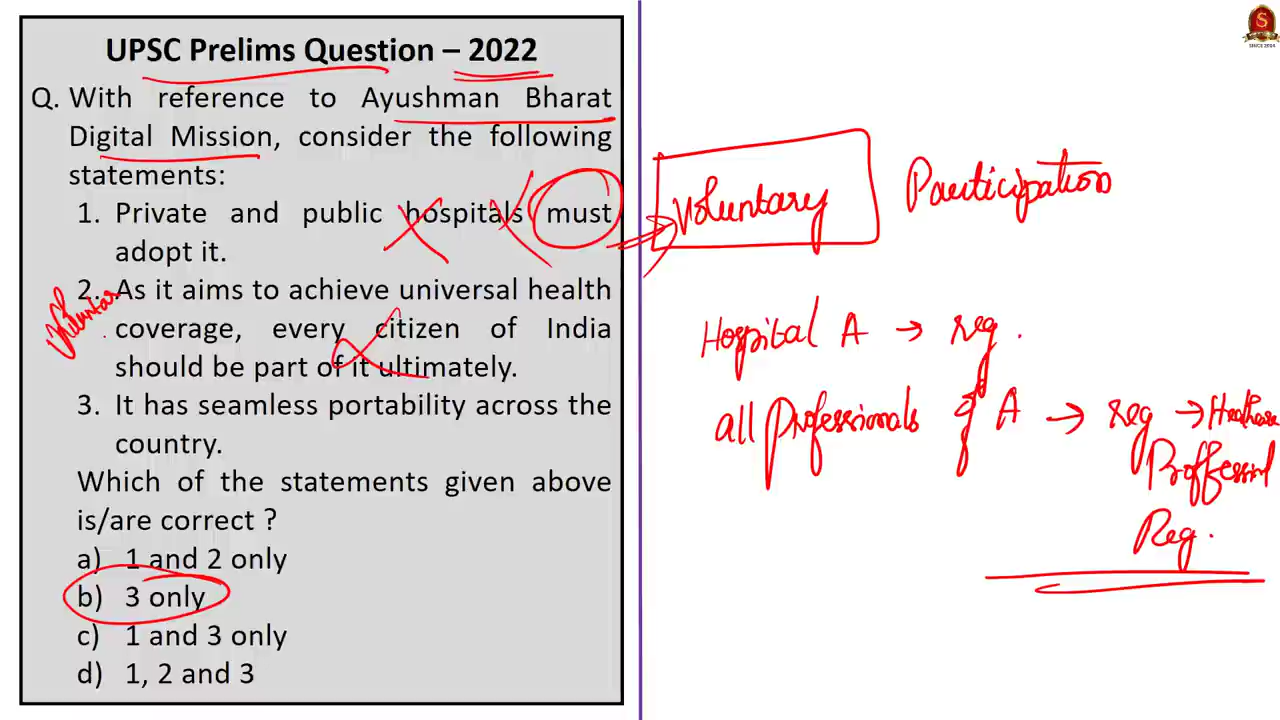 UPSC Prelims Question – 2022
Q. With reference to Ayushman Bharat
Digital Mission, consider the following
statements:
1. Private and public hospitals must
adopt it.
2. As it aims to achieve universal health
coverage, every citizen of India
should be part of it ultimately.
3. It has seamless portability across the
country.
Which of the statements given above
is/are correct ?
a) 1 and 2 only
b) 3 only
c) 1 and 3 only
d) 1, 2 and 3
Voluntary Participation
Hospital A → reg.
all Professionals of A → reg → Healthcare
Proffessional
Reg.
S
SINCE 2004